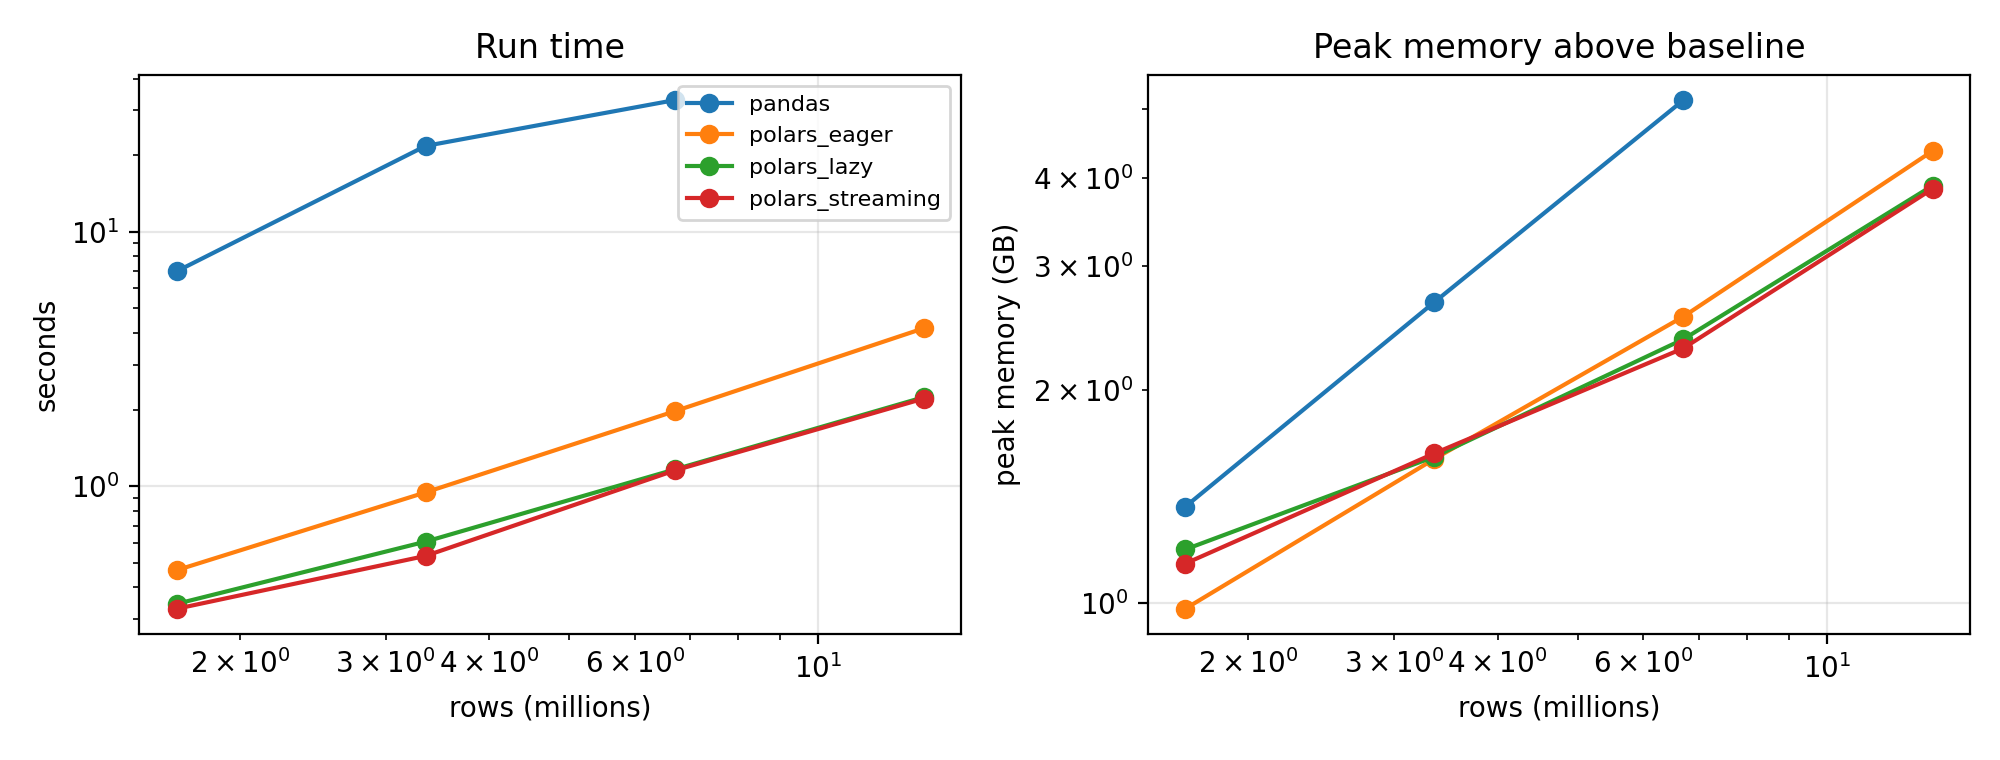 Run time
10¹
10⁰
seconds
2 × 10⁰
3 × 10⁰
4 × 10⁰
6 × 10⁰
10¹
rows (millions)
pandas
polars_eager
polars_lazy
polars_streaming
Peak memory above baseline
4 × 10⁰
3 × 10⁰
2 × 10⁰
10⁰
peak memory (GB)
2 × 10⁰
3 × 10⁰
4 × 10⁰
6 × 10⁰
10¹
rows (millions)